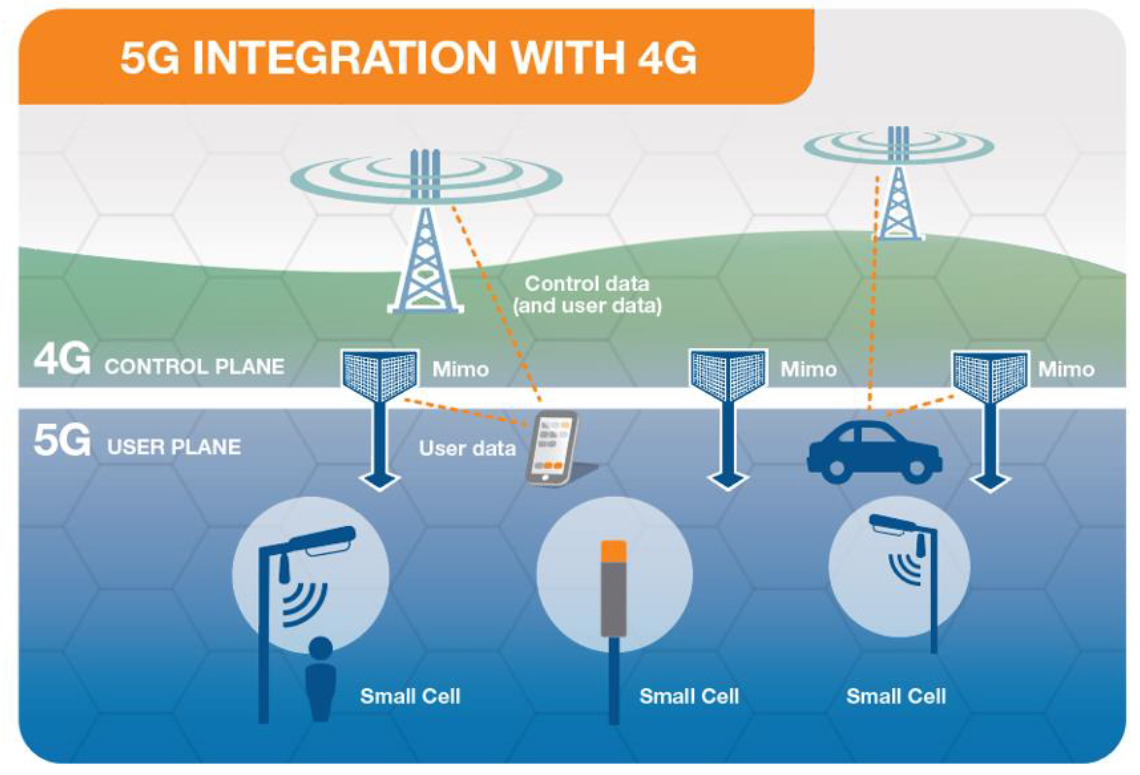 5G INTEGRATION WITH 4G
Control data
(and user data)
4G CONTROL PLANE
Mimo
Mimo
Mimo
5G USER PLANE
User data
Small Cell
Small Cell
Small Cell